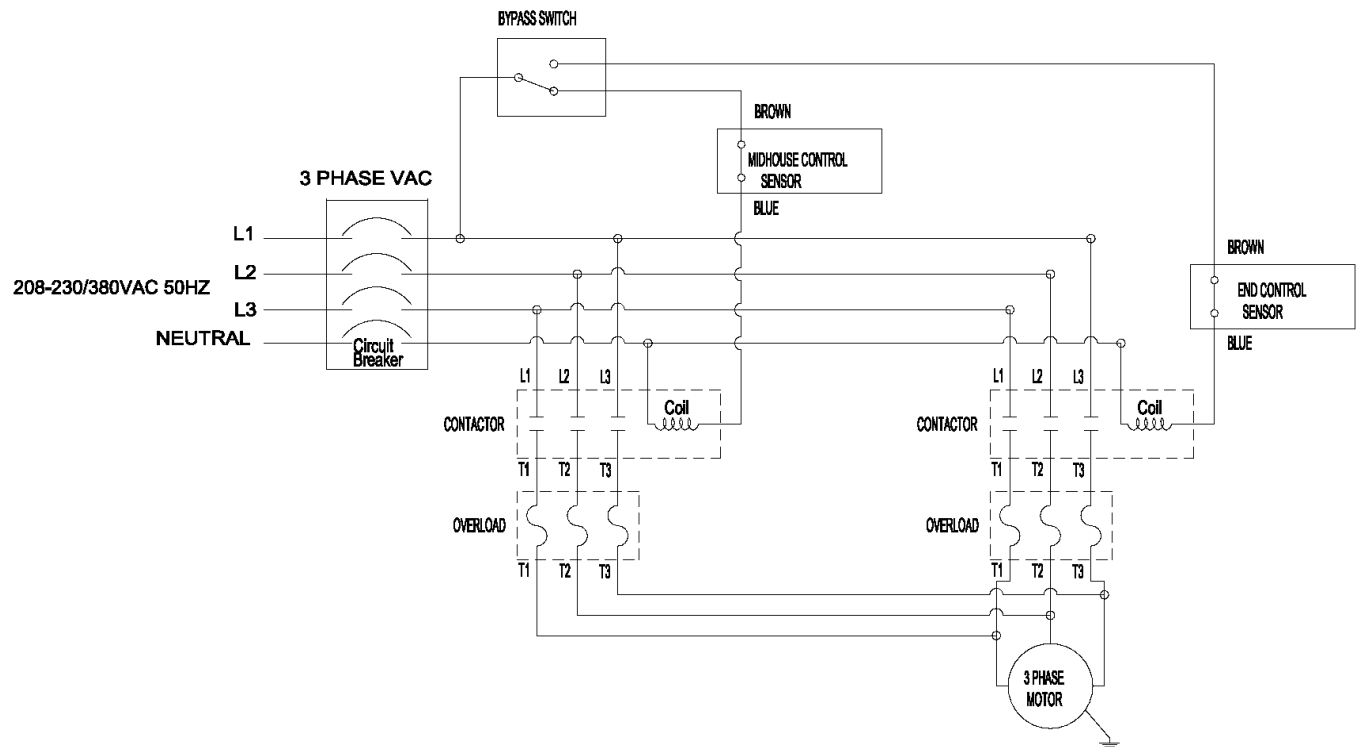 BYPASS SWITCH
BROWN
MIDHOUSE CONTROL
SENSOR
BLUE
3 PHASE VAC
L1
L2
208-230/380VAC 50HZ
L3
NEUTRAL
Circuit
Breaker
BROWN
END CONTROL
SENSOR
BLUE
L1 L2 L3
Coil
CONTACTOR
T1 T2 T3
OVERLOAD
T1 T2 T3
L1 L2 L3
Coil
CONTACTOR
T1 T2 T3
OVERLOAD
T1 T2 T3
3 PHASE
MOTOR